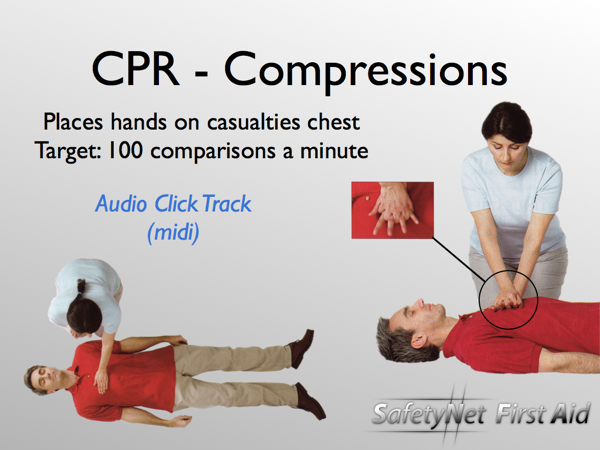 CPR - Compressions
Places hands on casualties chest
Target: 100 comparisons a minute
Audio Click Track
(midi)
SafetyNet First Aid